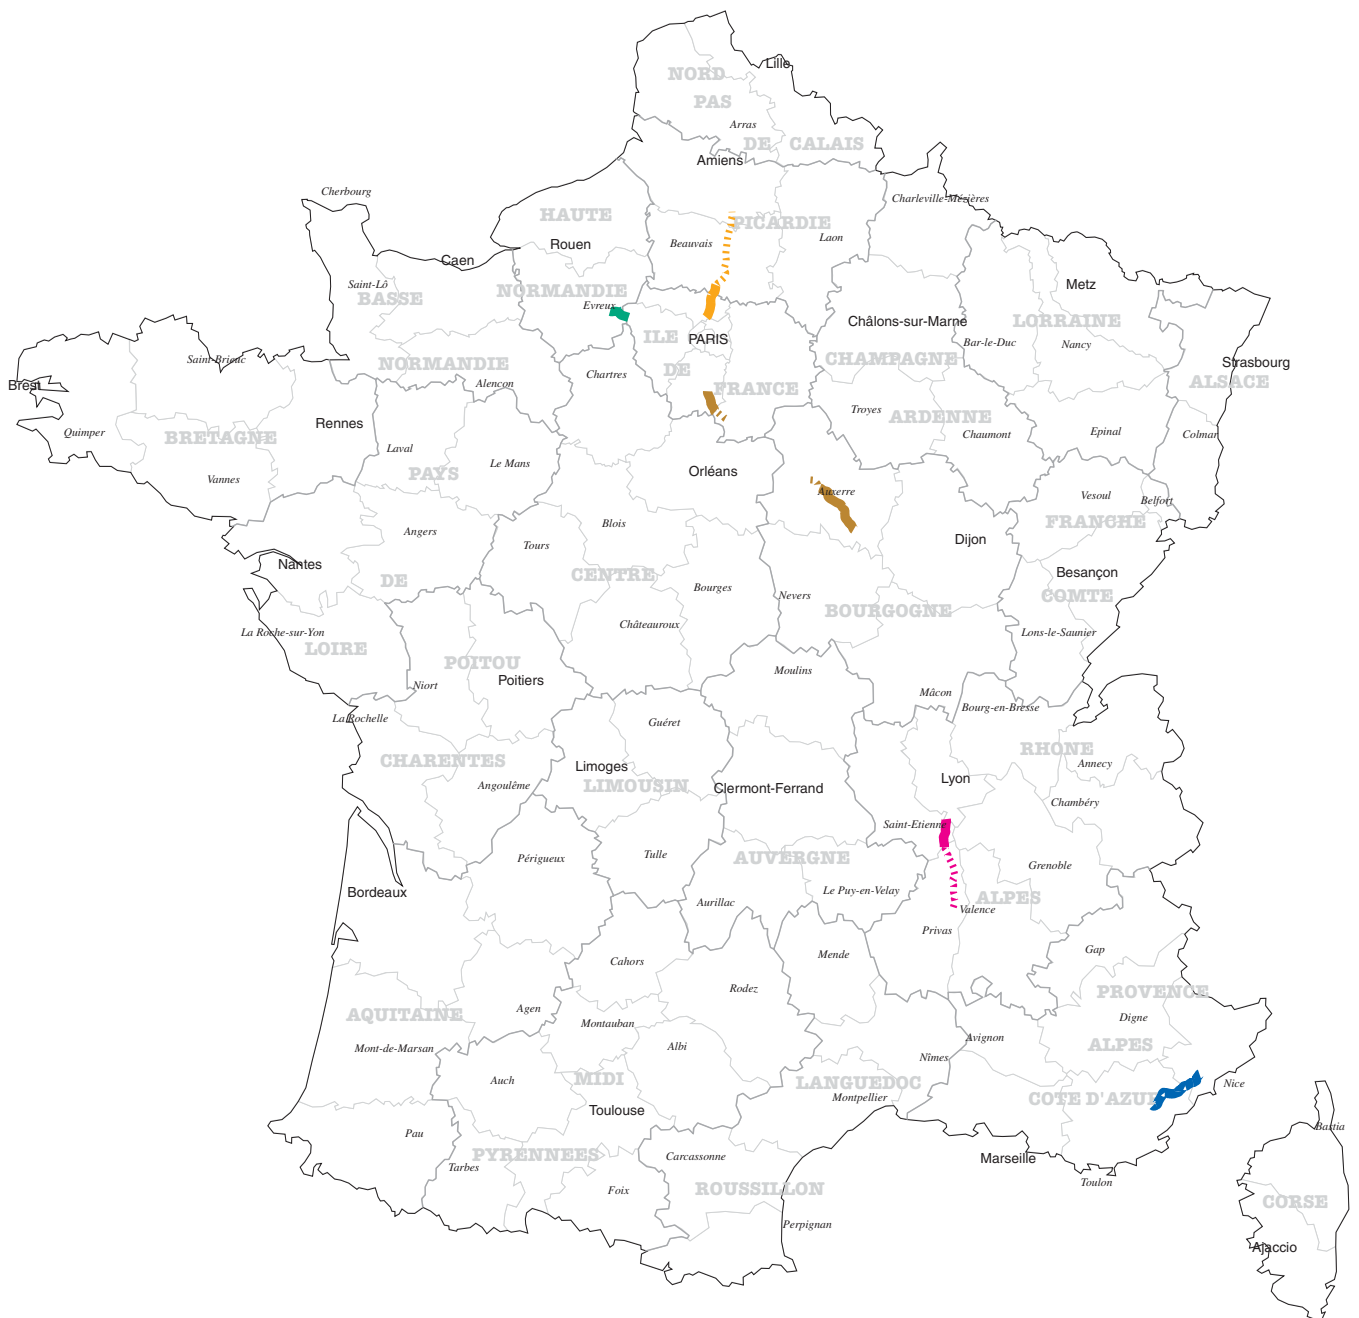 Lille
NORD
PAS
Arras
DE CALAIS
Amiens
Cherbourg
Charleville-Mézières
HAUTE
PICARDIE
Rouen
Beauvais
Laon
Caen
Saint-Lô
BASSE
NORMANDIE
Evreux
Metz
Châlons-sur-Marne
LORRAINE
ILE
PARIS
Bar-le-Duc
Nancy
Saint-Brieuc
NORMANDIE
CHAMPAGNE
Strasbourg
Brest
Alencon
Chartres
DE
FRANCE
ALSACE
Quimper
BRETAGNE
Rennes
Troyes
ARDENNE
Chaumont
Epinal
Colmar
Laval
Le Mans
Vannes
PAYS
Orléans
Auxerre
Vesoul
Belfort
FRANCHE
Angers
Blois
Tours
Dijon
Nantes
DE
CENTRE
Bourges
Nevers
Besançon
COMTE
BOURGOGNE
La Roche-sur-Yon
LOIRE
Châteauroux
Lons-le-Saunier
POITOU
Poitiers
Niort
Moulins
Mâcon
Bourg-en-Bresse
La Rochelle
Guéret
RHONE
CHARENTES
Limoges
Annecy
Angoulême
LIMOUSIN
Clermont-Ferrand
Lyon
Chambéry
Saint-Etienne
Périgueux
Tulle
AUVERGNE
Grenoble
Bordeaux
Aurillac
Le Puy-en-Velay
ALPES
Valence
Privas
Cahors
Mende
Gap
Rodez
PROVENCE
AQUITAINE
Agen
Montauban
Digne
Mont-de-Marsan
Albi
Avignon
ALPES
Nîmes
Auch
MIDI
LANGUEDOC
Montpellier
COTE D'AZUR
Nice
Toulouse
Pau
Bastia
PYRENNEES
Tarbes
Carcassonne
Marseille
Foix
ROUSSILLON
Toulon
CORSE
Perpignan
Ajaccio